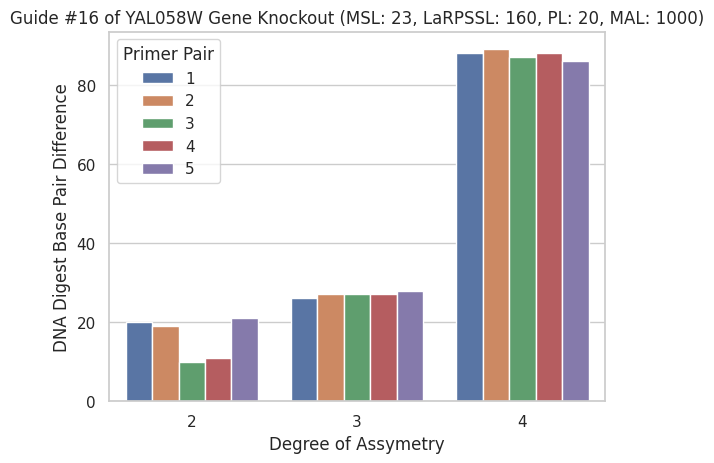 Guide #16 of YAL058W Gene Knockout (MSL: 23, LaRPSSL: 160, PL: 20, MAL: 1000)
Primer Pair
1
2
3
4
5
DNA Digest Base Pair Difference
80
60
40
20
0
2 3 4
Degree of Assymetry